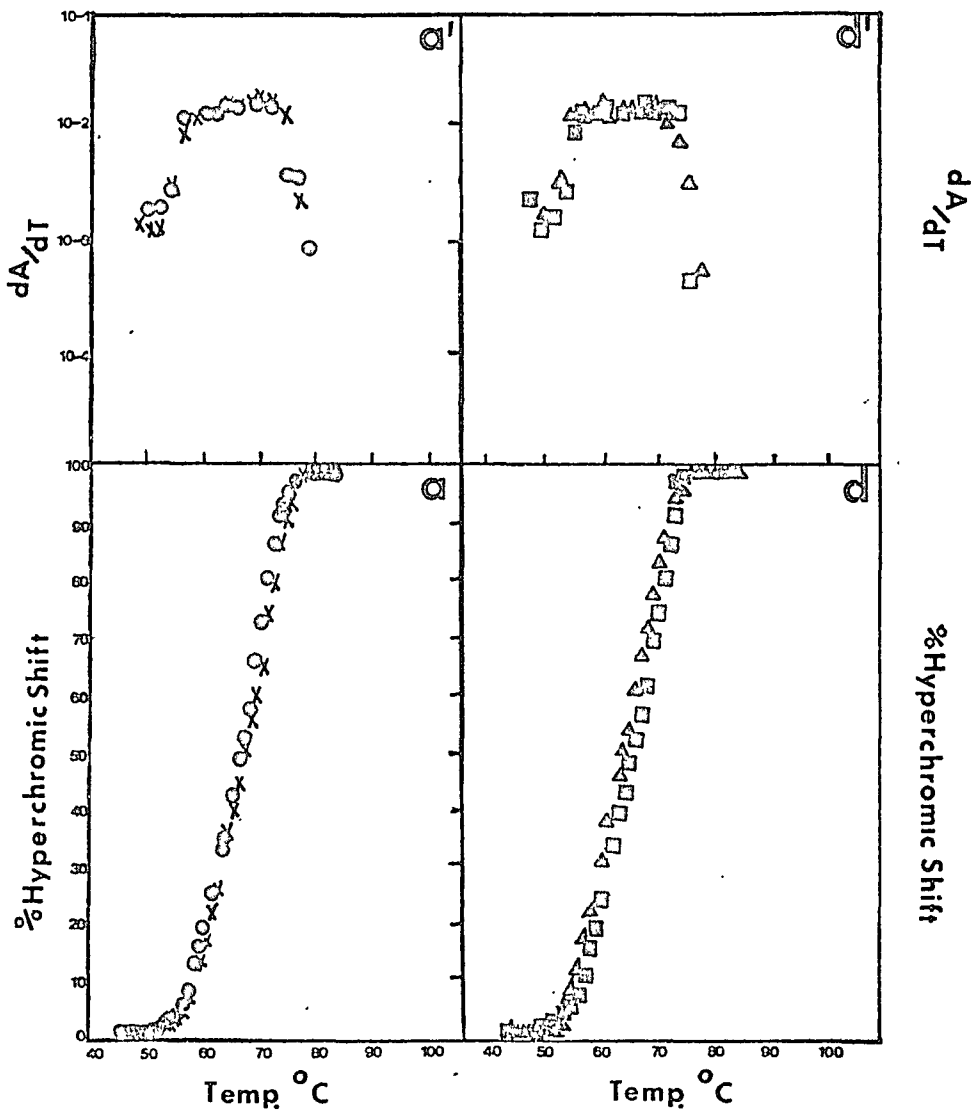 10-1
10-2
10-3
10-4
dA/dT
a'
d'
dA/dT
100
90
80
70
60
50
40
30
20
10
0
%Hyperchromic Shift
a
d
%Hyperchromic Shift
40 50 60 70 80 90 100
40 50 60 70 80 90 100
Temp. °C
Temp. °C